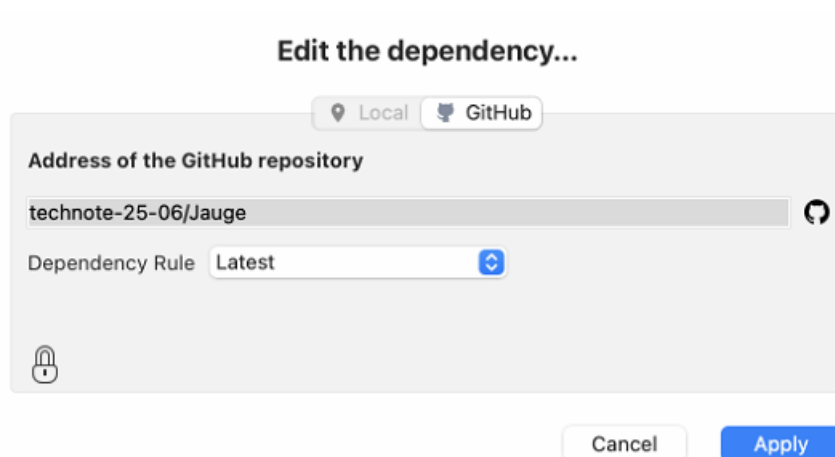 Edit the dependency...
Local GitHub
Address of the GitHub repository
technote-25-06/Jauge
Dependency Rule Latest
Cancel Apply